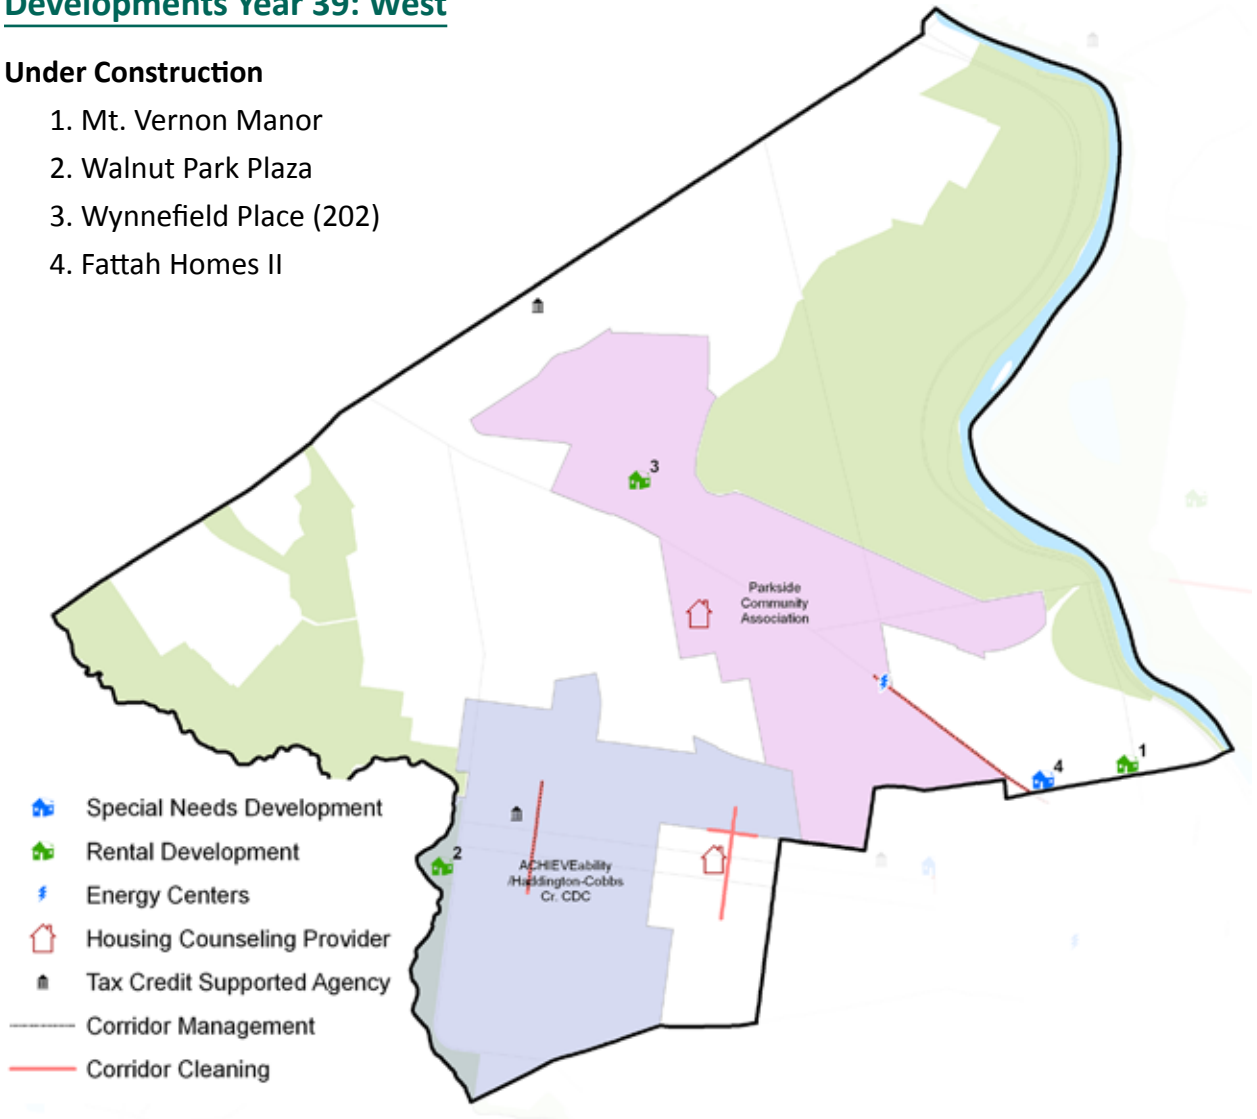 Developments Year 39: West
Under Construction
1. Mt. Vernon Manor
2. Walnut Park Plaza
3. Wynnefield Place (202)
4. Fattah Homes II
3
Parkside
Community
Association
4
1
2
ACHIEVEability
/Haddington-Cobbs
Cr. CDC
Special Needs Development
Rental Development
Energy Centers
Housing Counseling Provider
Tax Credit Supported Agency
Corridor Management
Corridor Cleaning